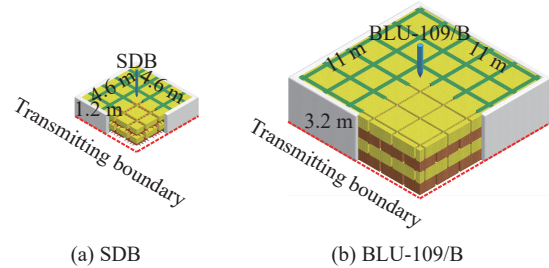 SDB
4.6 m
4.6 m
1.2 m
Transmitting boundary
(a) SDB
BLU-109/B
11 m
11 m
3.2 m
Transmitting boundary
(b) BLU-109/B